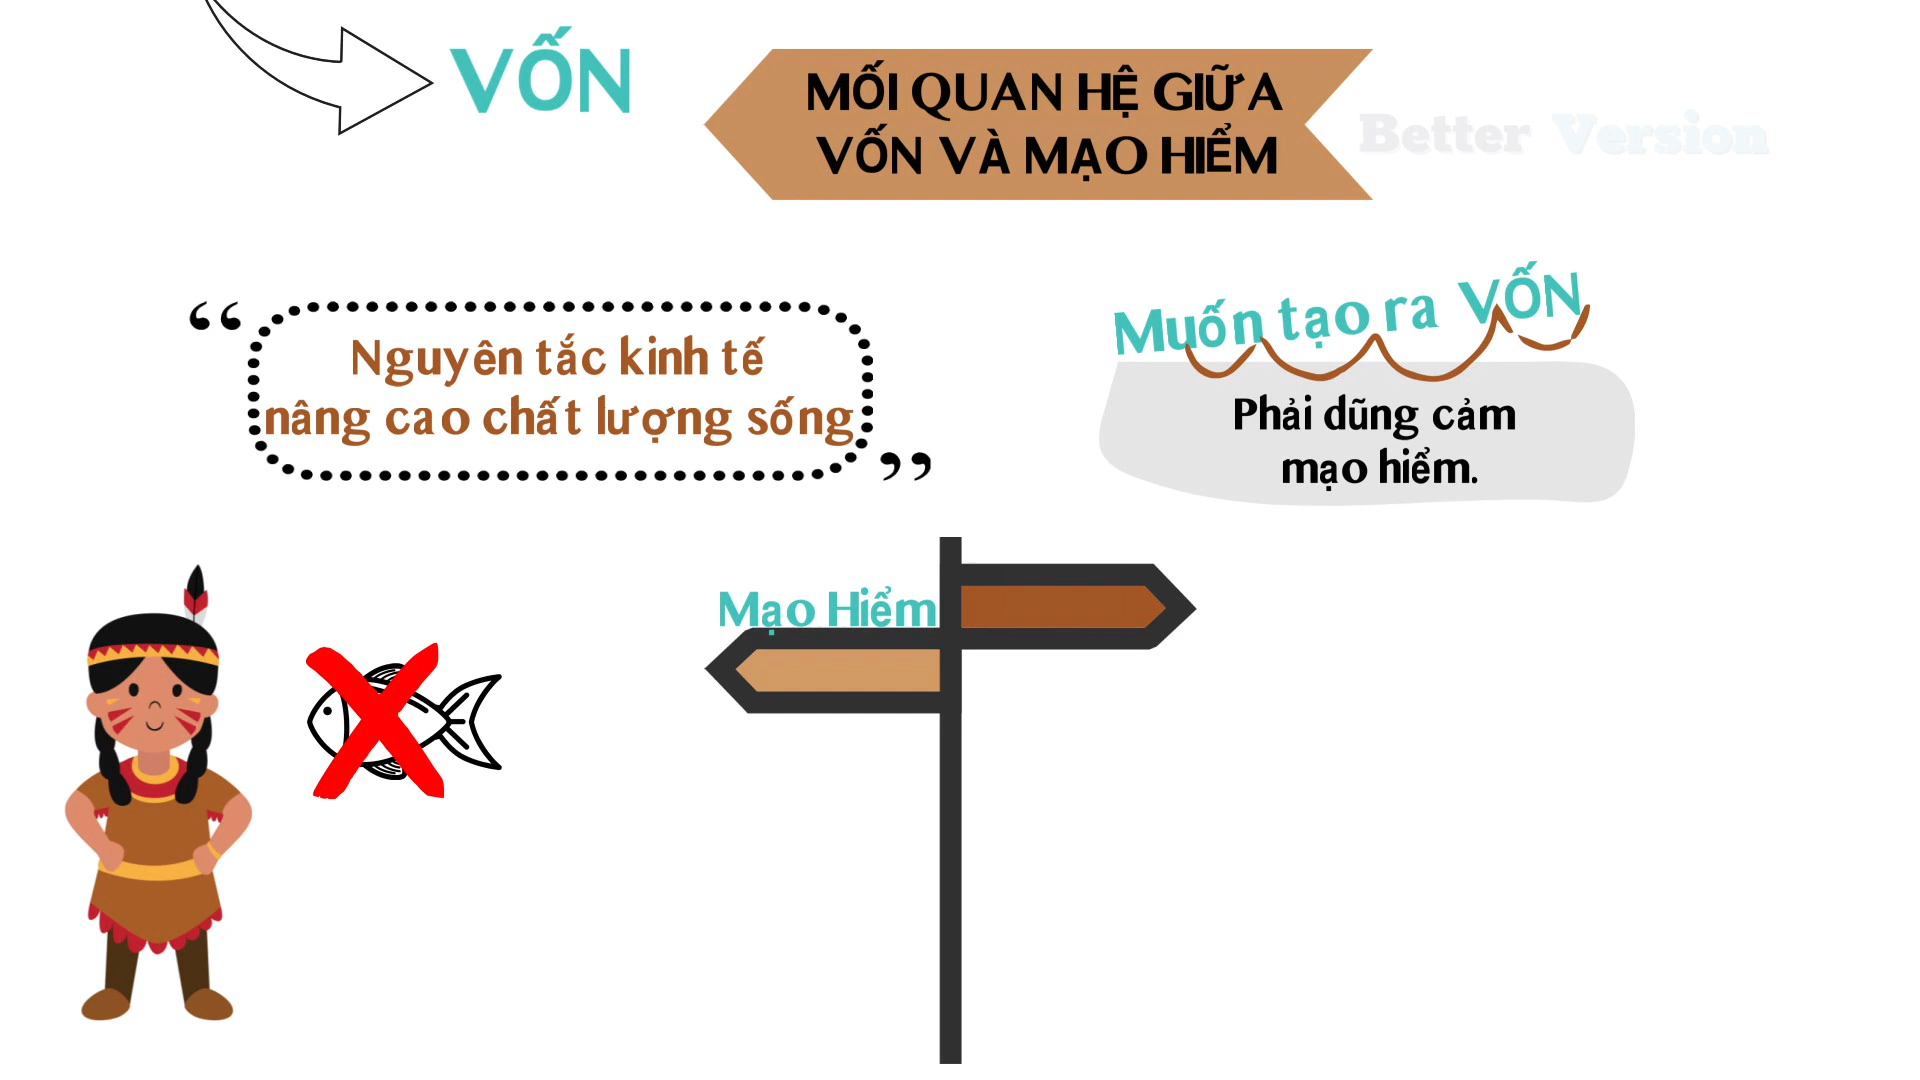 VỐN
MỐI QUAN HỆ GIỮA
VỐN VÀ MẠO HIỂM
Better Version
“ Nguyên tắc kinh tế
nâng cao chất lượng sống ”
Muốn tạo ra VỐN
Phải dũng cảm
mạo hiểm.
Mạo Hiểm